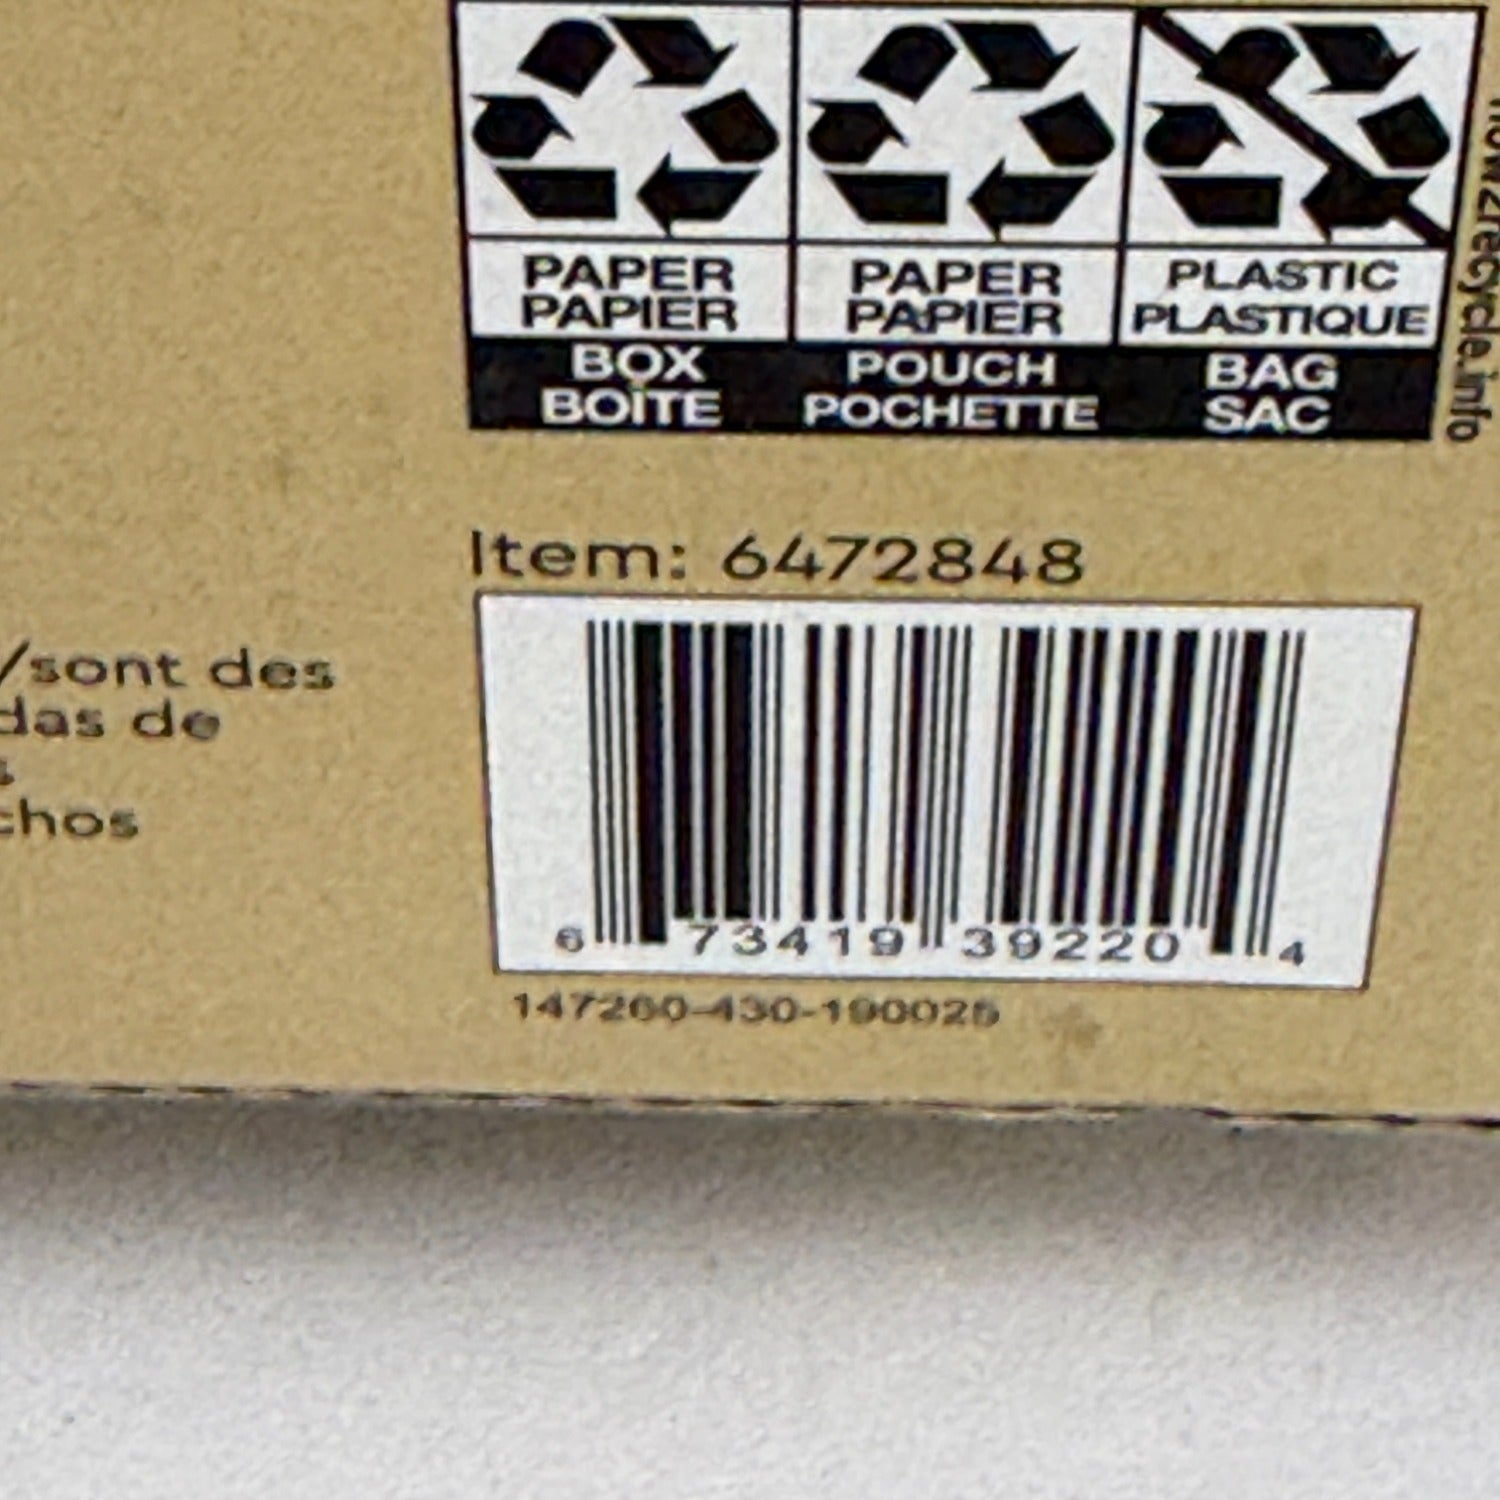 PAPER
PAPIER
BOX
BOÎTE
PAPER
PAPIER
POUCH
POCHETTE
PLASTIC
PLASTIQUE
BAG
SAC
how2recycle.info
Item: 6472848
/sont des
das de
s
chos
6 73419 39220 4
147260-430-190025